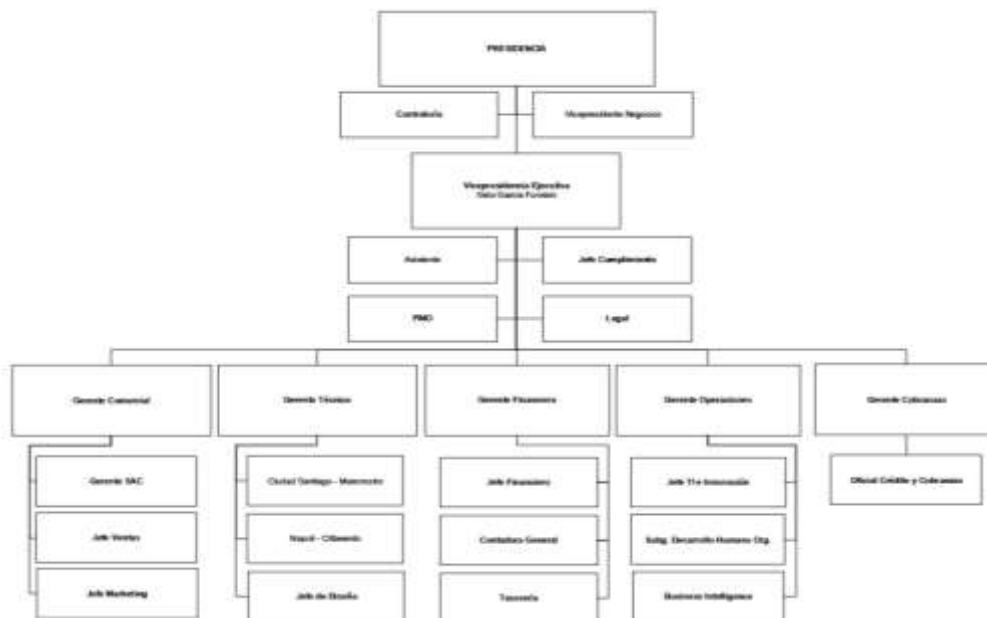 PRESIDENCIA
Contraloría
Vicepresidente Negocios
Vicepresidencia Ejecutiva
García
Asistente
Jefe Cumplimiento
PMO
Legal
Gerente Comercial
Gerente Técnico
Gerente Financiero
Gerente Operaciones
Gerente Cobranzas
Gerente SAC
Ciudad Santiago -
Jefe Financiero
Jefe TI e Innovación
Oficial Crédito y Cobranzas
Jefe Ventas
Napoli -
Contadora General
Subg. Desarrollo Humano Org.
Jefe Marketing
Jefe de Diseño
Tesorería
Business Intelligence